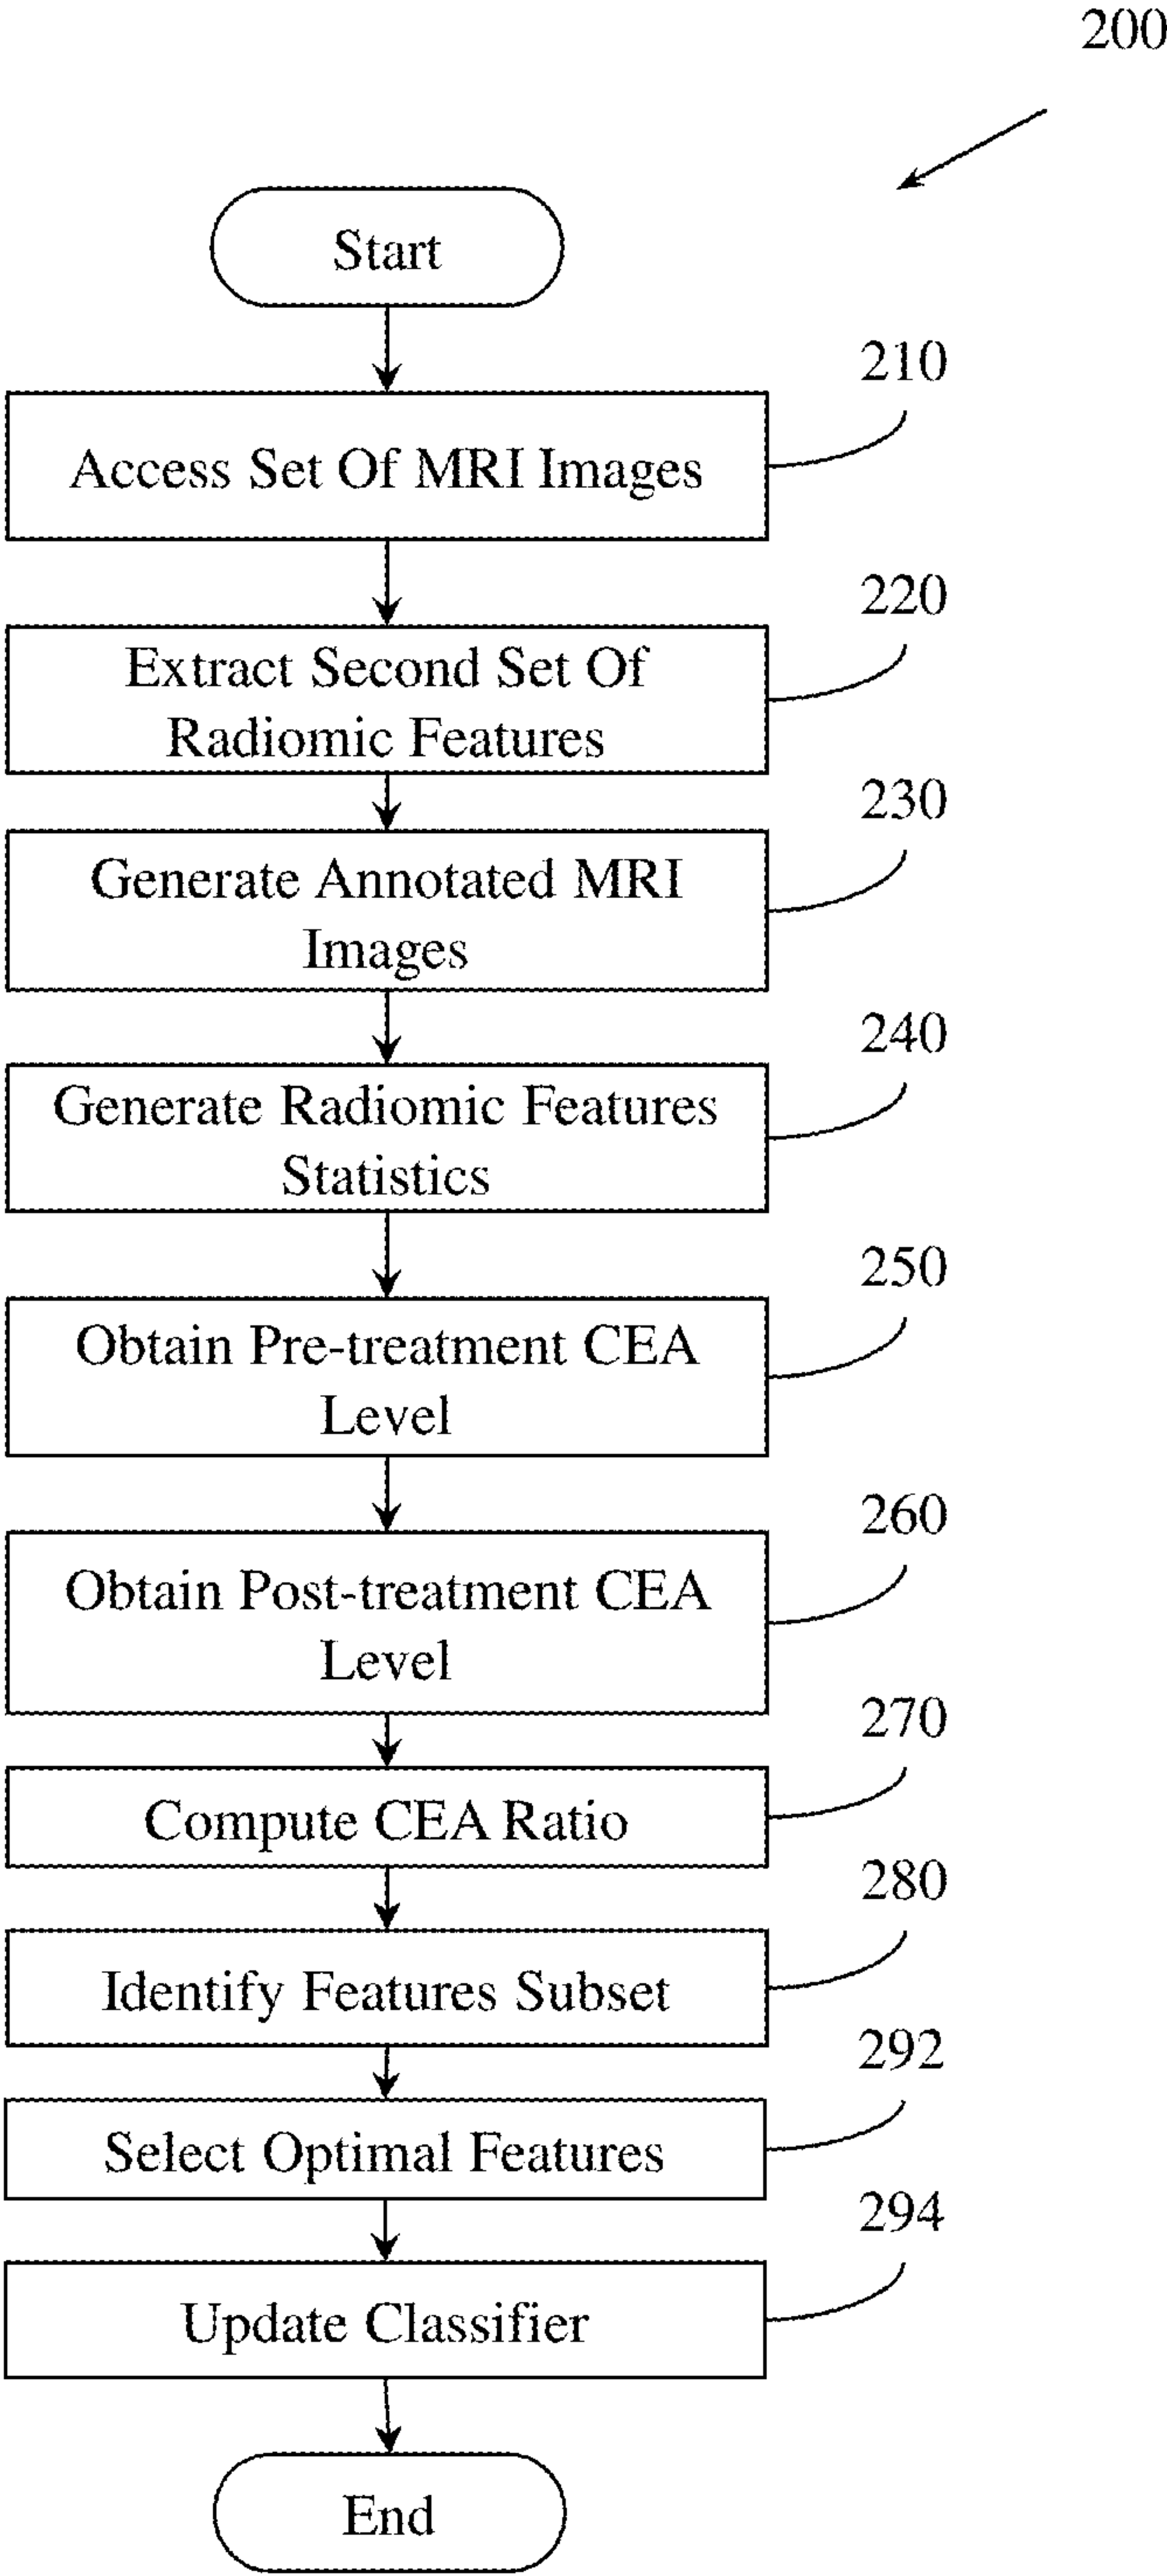 200
Start
210
Access Set Of MRI Images
220
Extract Second Set Of
Radiomic Features
230
Generate Annotated MRI
Images
240
Generate Radiomic Features
Statistics
250
Obtain Pre-treatment CEA
Level
260
Obtain Post-treatment CEA
Level
270
Compute CEA Ratio
280
Identify Features Subset
292
Select Optimal Features
294
Update Classifier
End